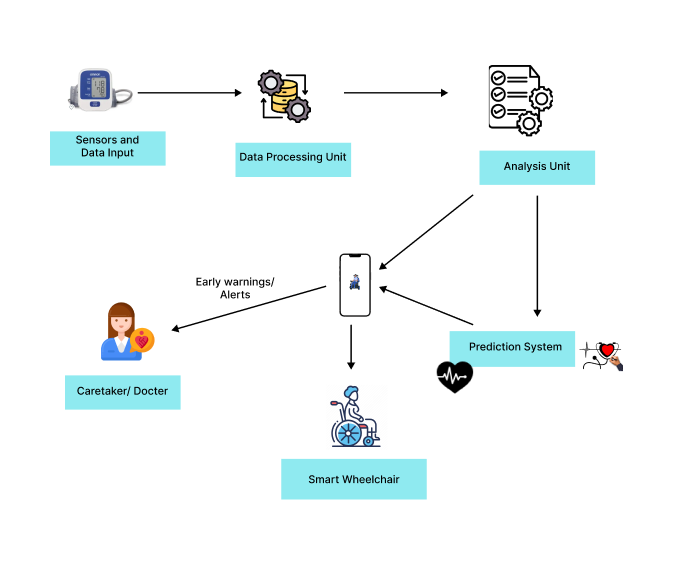 Sensors and
Data Input
Data Processing Unit
Analysis Unit
Early warnings/
Alerts
Prediction System
Caretaker/ Docter
Smart Wheelchair